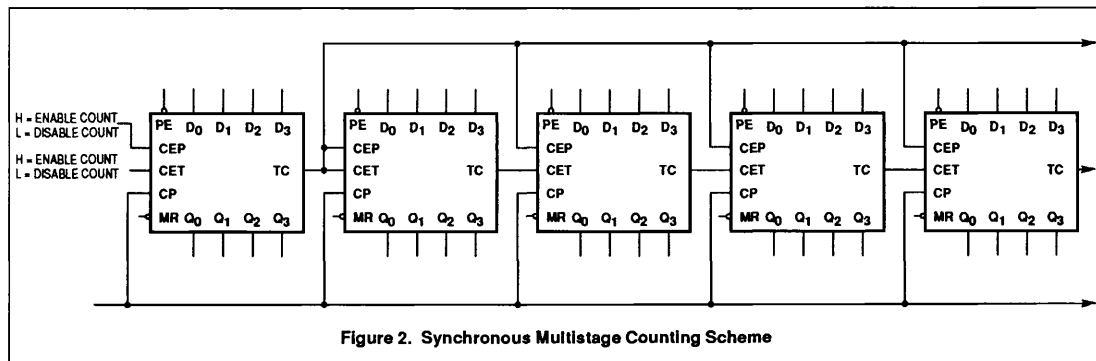 H = ENABLE COUNT
L = DISABLE COUNT
H = ENABLE COUNT
L = DISABLE COUNT
PE D0 D1 D2 D3
CEP
CET TC
CP
MR Q0 Q1 Q2 Q3
PE D0 D1 D2 D3
CEP
CET TC
CP
MR Q0 Q1 Q2 Q3
PE D0 D1 D2 D3
CEP
CET TC
CP
MR Q0 Q1 Q2 Q3
PE D0 D1 D2 D3
CEP
CET TC
CP
MR Q0 Q1 Q2 Q3
PE D0 D1 D2 D3
CEP
CET TC
CP
MR Q0 Q1 Q2 Q3
Figure 2. Synchronous Multistage Counting Scheme